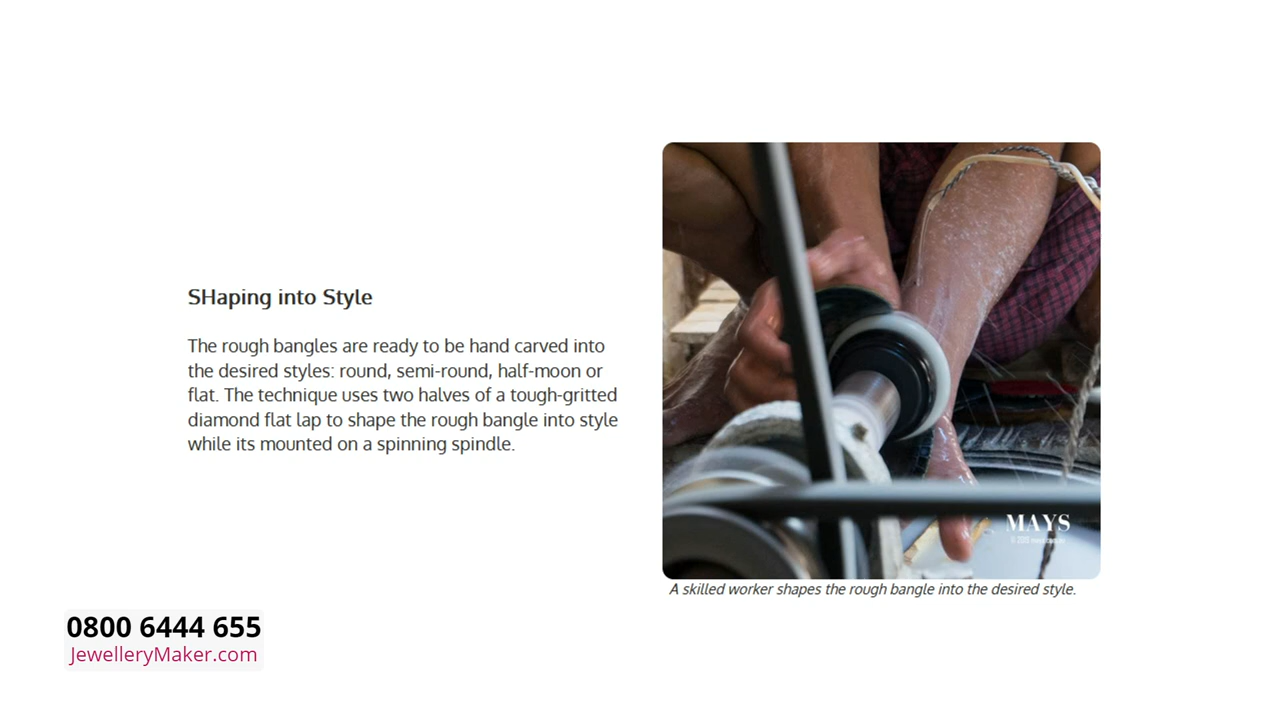 SHaping into Style
The rough bangles are ready to be hand carved into
the desired styles: round, semi-round, half-moon or
flat. The technique uses two halves of a tough-gritted
diamond flat lap to shape the rough bangle into style
while its mounted on a spinning spindle.
MAYS
A skilled worker shapes the rough bangle into the desired style.
0800 6444 655
JewelleryMaker.com